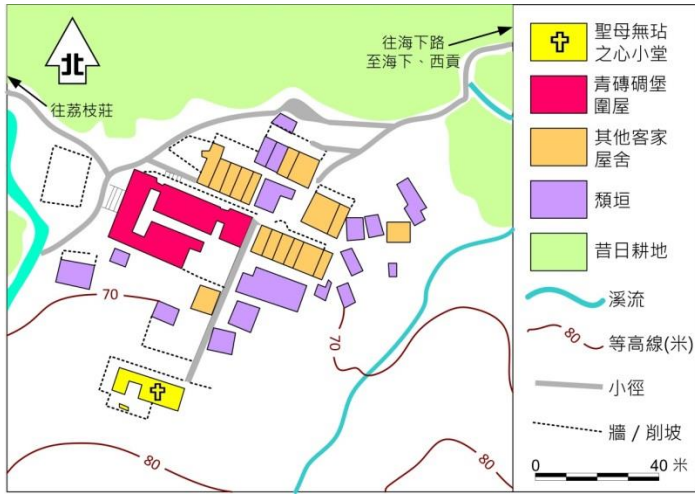 北
往荔枝莊
往海下路
至海下、西貢
70
70
80
80
聖母無玷
之心小堂
青磚碉堡
圍屋
其他客家
屋舍
頹垣
昔日耕地
溪流
80
等高線(米)
小徑
牆 / 削坡
0
40 米